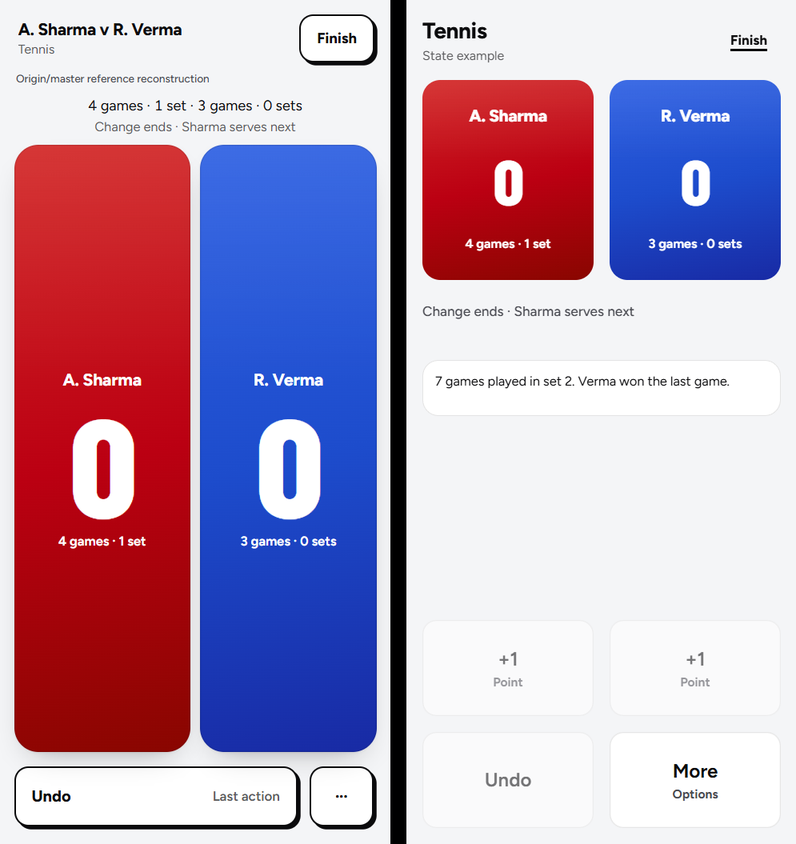 A. Sharma v R. Verma
Tennis
Finish
Origin/master reference reconstruction
4 games · 1 set · 3 games · 0 sets
Change ends · Sharma serves next
A. Sharma
0
4 games · 1 set
R. Verma
0
3 games · 0 sets
Undo
Last action
...
Tennis
State example
Finish
A. Sharma
0
4 games · 1 set
R. Verma
0
3 games · 0 sets
Change ends · Sharma serves next
7 games played in set 2. Verma won the last game.
+1
Point
+1
Point
Undo
More
Options